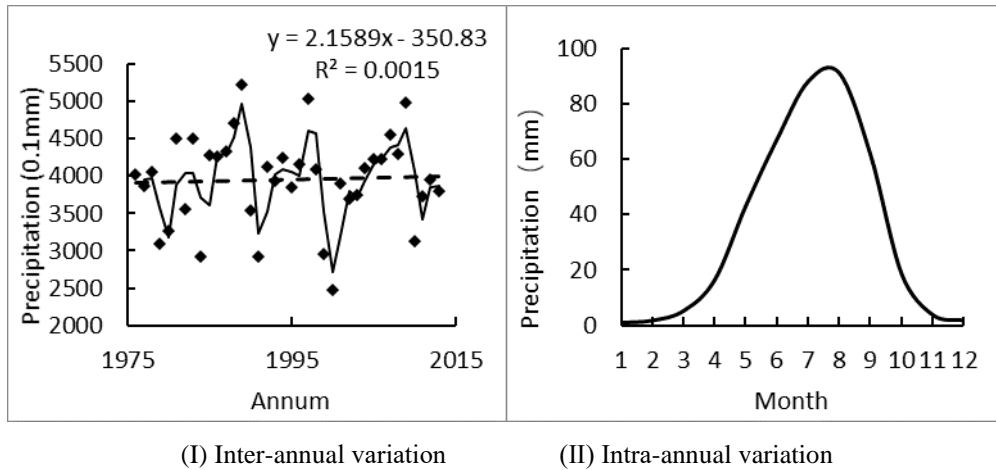 y = 2.1589x - 350.83
R² = 0.0015
Precipitation (0.1mm)
5500
5000
4500
4000
3500
3000
2500
2000
1975 1995 2015
Annum
Precipitation (mm)
100
80
60
40
20
0
1 2 3 4 5 6 7 8 9 10 11 12
Month
(I) Inter-annual variation (II) Intra-annual variation